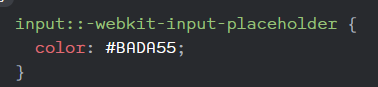 input::-webkit-input-placeholder {
  color: #BADA55;
}